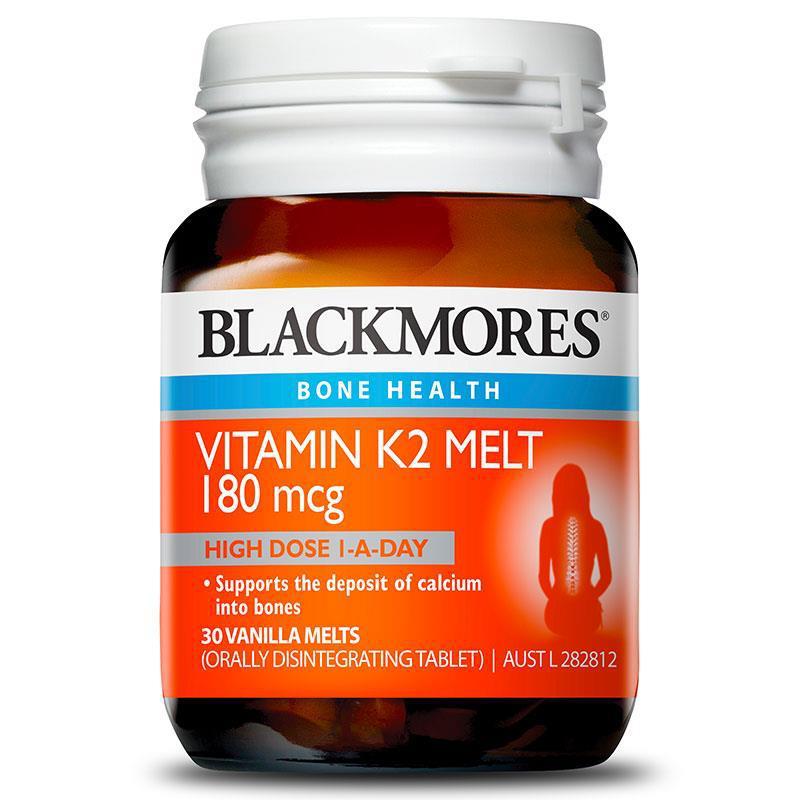 BLACKMORES®
BONE HEALTH
VITAMIN K2 MELT
180 mcg
HIGH DOSE 1-A-DAY
• Supports the deposit of calcium
into bones
30 VANILLA MELTS
(ORALLY DISINTEGRATING TABLET) | AUST L 282812